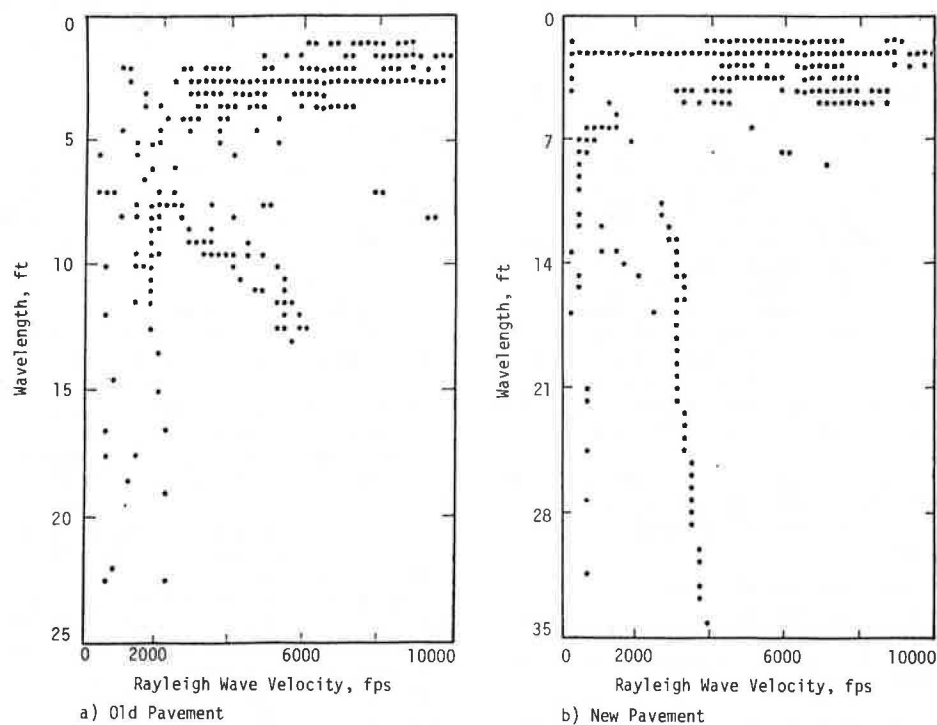 0
5
10
15
20
25
Wavelength, ft
0 2000 6000 10000
Rayleigh Wave Velocity, fps
a) Old Pavement
0
7
14
21
28
35
Wavelength, ft
0 2000 6000 10000
Rayleigh Wave Velocity, fps
b) New Pavement